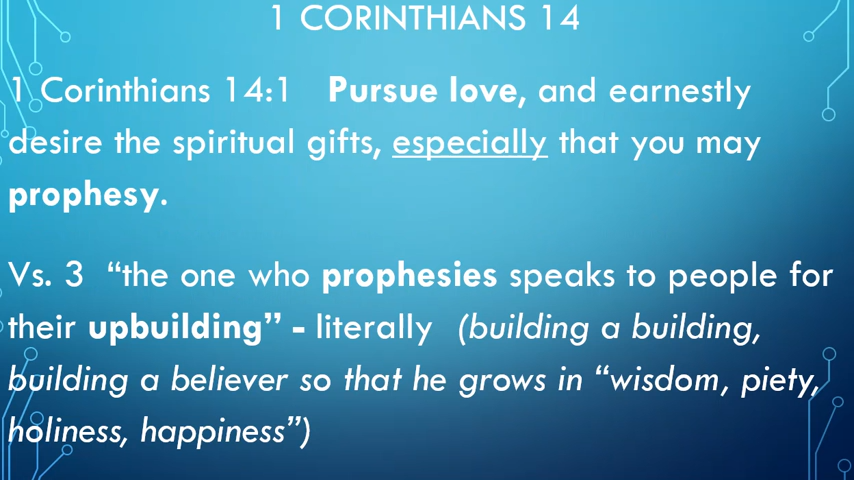 1 CORINTHIANS 14
1 Corinthians 14:1   Pursue love, and earnestly
desire the spiritual gifts, especially that you may
prophesy.
Vs. 3  “the one who prophesies speaks to people for
their upbuilding” - literally  (building a building,
building a believer so that he grows in “wisdom, piety,
holiness, happiness”)